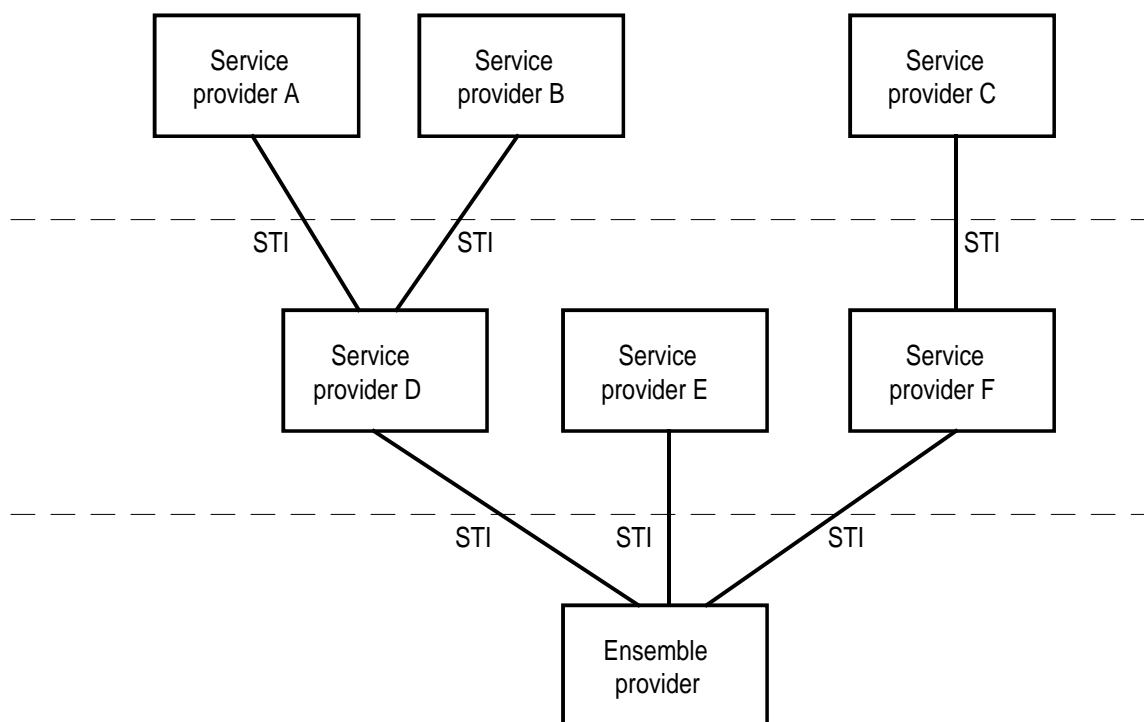 Service
provider A
Service
provider B
Service
provider C
STI
STI
STI
Service
provider D
Service
provider E
Service
provider F
STI
STI
STI
Ensemble
provider